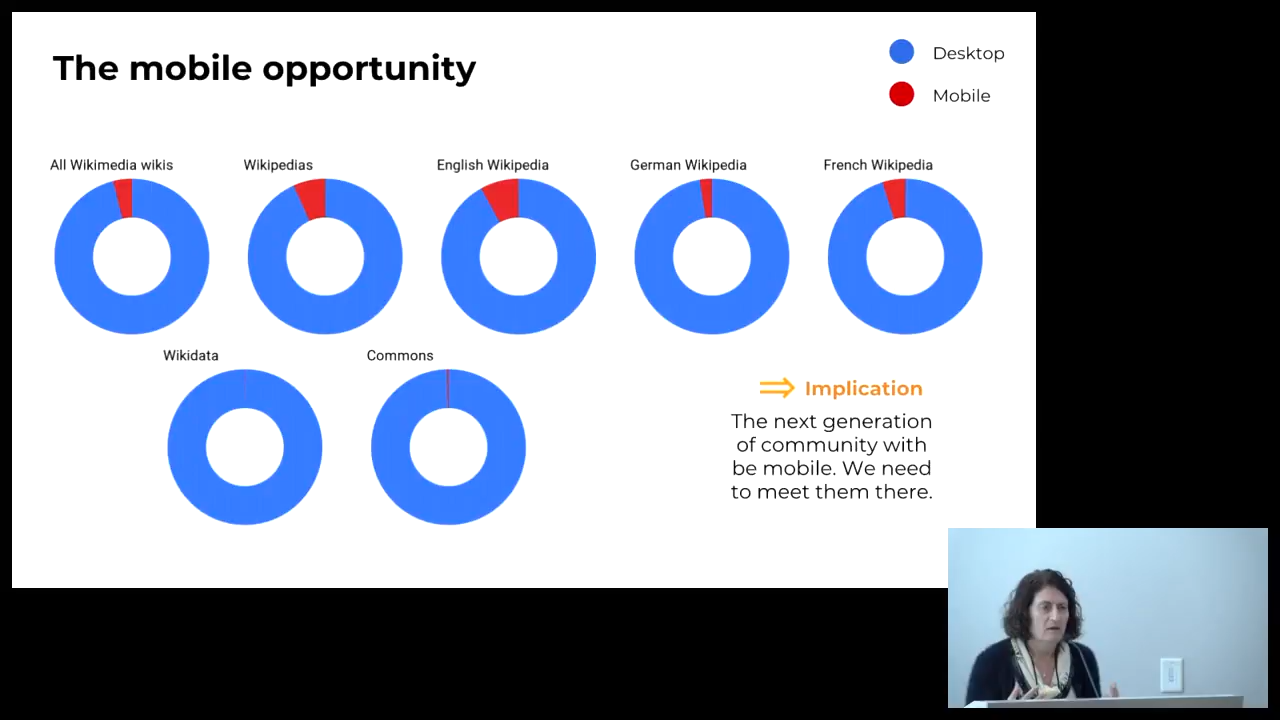 The mobile opportunity
Desktop
Mobile
All Wikimedia wikis
Wikipedias
English Wikipedia
German Wikipedia
French Wikipedia
Wikidata
Commons
Implication
The next generation
of community with
be mobile. We need
to meet them there.